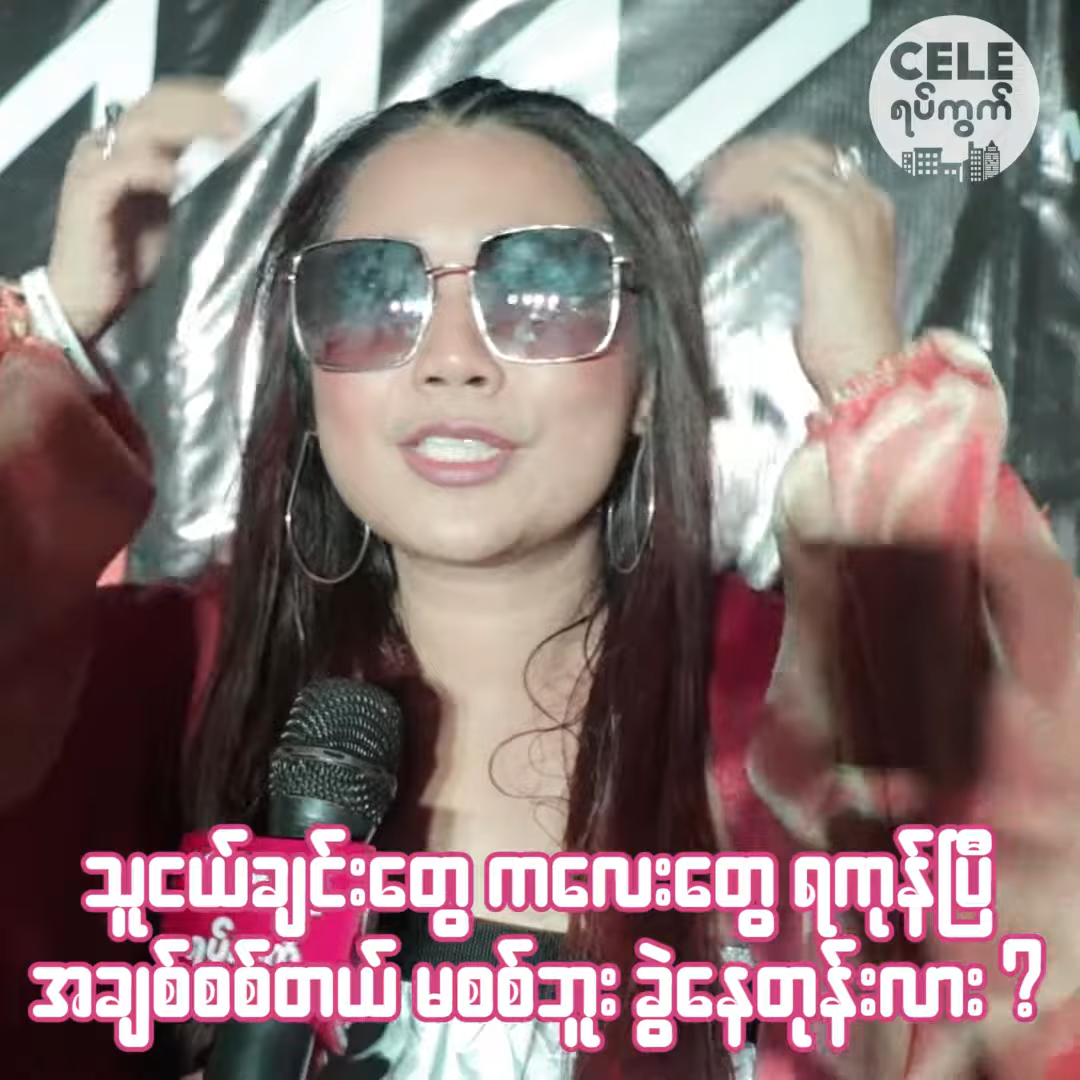 CELE
ရပ်ကွက်
သူငယ်ချင်းတွေ ကလေးတွေ ရကုန်ပြီ
အချစ်စစ်တယ် မစစ်ဘူး ခွဲနေတုန်းလား ?